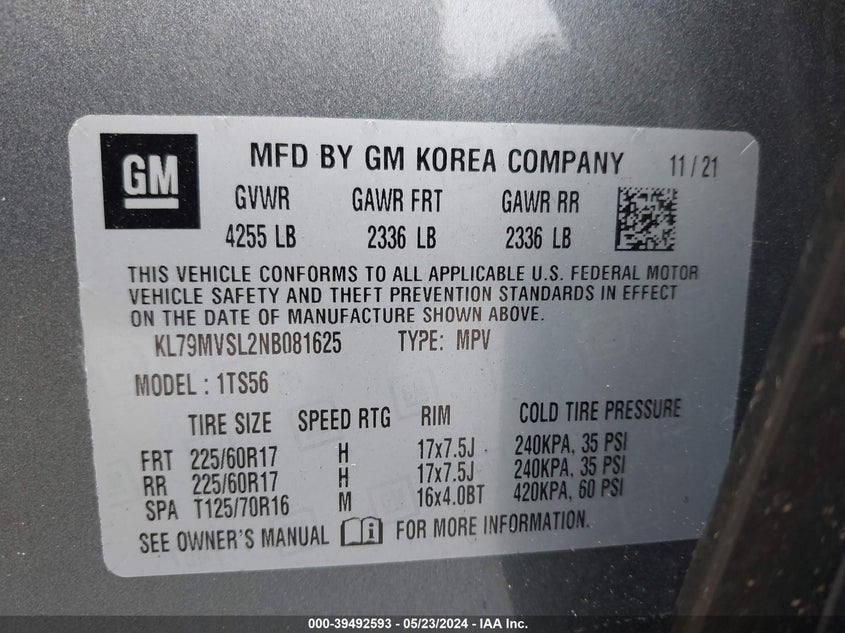 GM
MFD BY GM KOREA COMPANY 11/21
GVWR GAWR FRT GAWR RR
4255 LB 2336 LB 2336 LB
THIS VEHICLE CONFORMS TO ALL APPLICABLE U.S. FEDERAL MOTOR
VEHICLE SAFETY AND THEFT PREVENTION STANDARDS IN EFFECT
ON THE DATE OF MANUFACTURE SHOWN ABOVE.
KL79MVSL2NB081625 TYPE: MPV
MODEL : 1TS56
TIRE SIZE SPEED RTG RIM COLD TIRE PRESSURE
FRT 225/60R17 H 17x7.5J 240KPA, 35 PSI
RR 225/60R17 H 17x7.5J 240KPA, 35 PSI
SPA T125/70R16 M 16x4.0BT 420KPA, 60 PSI
SEE OWNER'S MANUAL FOR MORE INFORMATION.
000-39492593 - 05/23/2024 - IAA Inc.